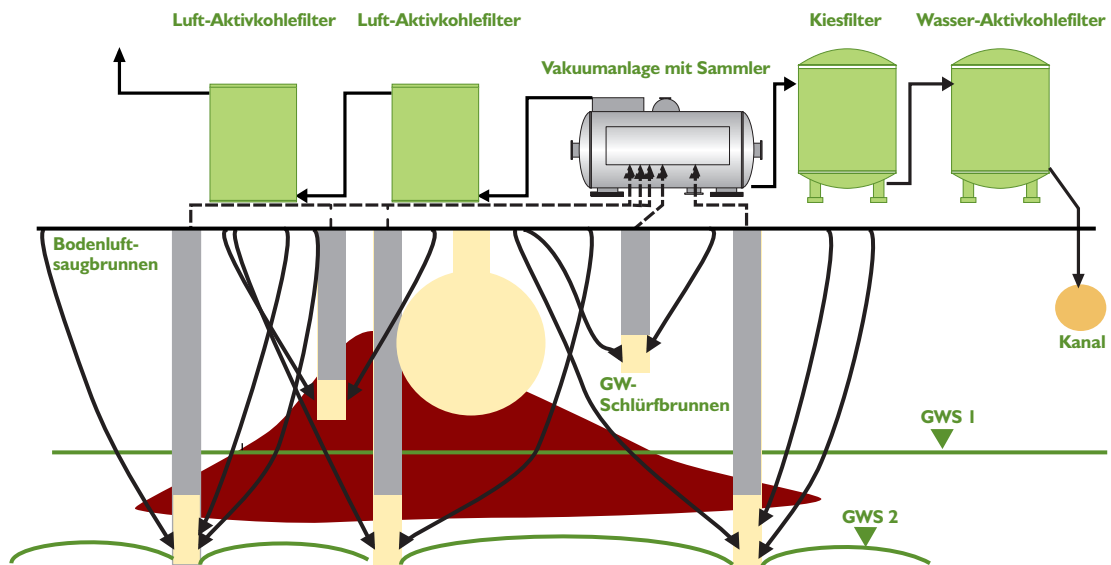 Luft-Aktivkohlefilter
Luft-Aktivkohlefilter
Kiesfilter
Wasser-Aktivkohlefilter
Vakuumanlage mit Sammler
Bodenluft-
saugbrunnen
Kanal
GW-
Schlürfbrunnen
GWS 1
GWS 2